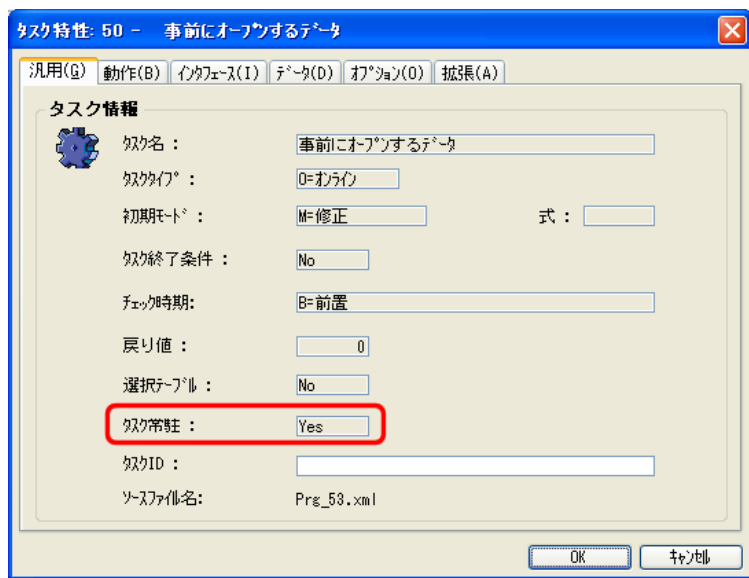 ﾀｽｸ特性: 50 -　事前にｵｰﾌﾟﾝするﾃﾞｰﾀ
汎用(G) 動作(B) ｲﾝﾀﾌｪｰｽ(I) ﾃﾞｰﾀ(D) ｵﾌﾟｼｮﾝ(O) 拡張(A)
タスク情報
ﾀｽｸ名： 事前にｵｰﾌﾟﾝするﾃﾞｰﾀ
ﾀｽｸﾀｲﾌﾟ： O=ｵﾝﾗｲﾝ
初期ﾓｰﾄﾞ： M=修正 式：
ﾀｽｸ終了条件： No
ﾁｪｯｸ時期: B=前置
戻り値： 0
選択ﾃｰﾌﾞﾙ： No
ﾀｽｸ常駐： Yes
ﾀｽｸID：
ｿｰｽﾌｧｲﾙ名: Prg_53.xml
OK ｷｬﾝｾﾙ